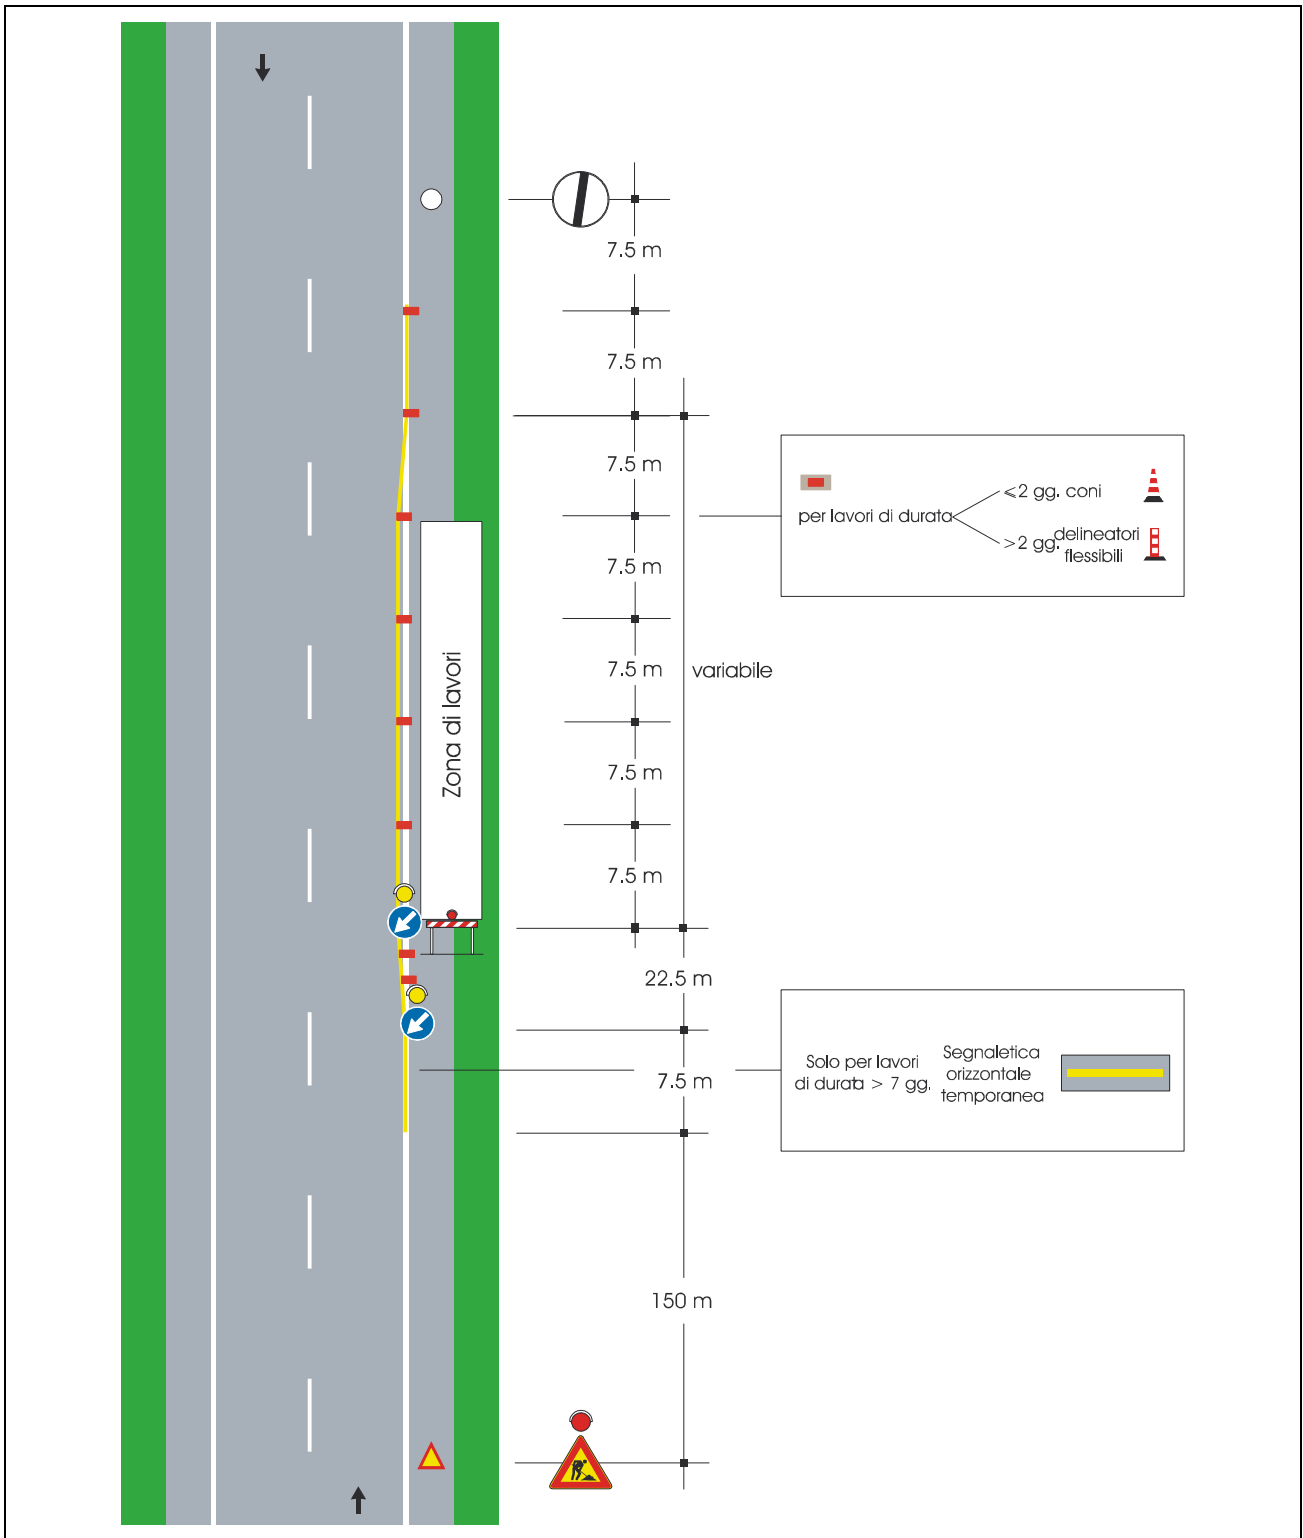 7.5 m
7.5 m
7.5 m
≤2 gg. coni
per lavori di durata
>2 gg. delineatori
flessibili
7.5 m
Zona di lavori
7.5 m
variabile
7.5 m
7.5 m
22.5 m
Solo per lavori
di durata > 7 gg.
Segnaletica
orizzontale
temporanea
7.5 m
150 m